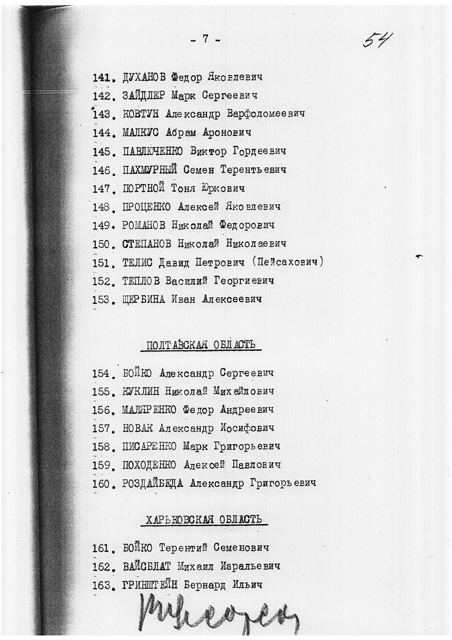 - 7 -
54
141. ДУХАНОВ Федор Яковлевич
142. ЗАЙДЛЕР Марк Сергеевич
143. КОВТУН Александр Варфоломеевич
144. МАЛКУС Абрам Аронович
145. ПАВЛЮЧЕНКО Виктор Гордеевич
146. ПАХМУРНЫЙ Семен Терентьевич
147. ПОРТНОЙ Тоня Юркович
148. ПРОЦЕНКО Алексей Яковлевич
149. РОМАНОВ Николай Федорович
150. СТЕПАНОВ Николай Николаевич
151. ТЕЛИС Давид Петрович (Пейсахович)
152. ТЕПЛОВ Василий Георгиевич
153. ЩЕРБИНА Иван Алексеевич
ПОЛТАВСКАЯ ОБЛАСТЬ
154. БОЙКО Александр Сергеевич
155. КУКЛИН Николай Михайлович
156. МАЛЯРЕНКО Федор Андреевич
157. НОВАК Александр Иосифович
158. ПИСАРЕНКО Марк Григорьевич
159. ПОХОДЕНКО Алексей Павлович
160. РОЗДАЙБЕДА Александр Григорьевич
ХАРЬКОВСКАЯ ОБЛАСТЬ
161. БОЙКО Терентий Семенович
162. ВАЙСБЛАТ Михаил Изральевич
163. ГРИНШТЕЙН Бернард Ильич